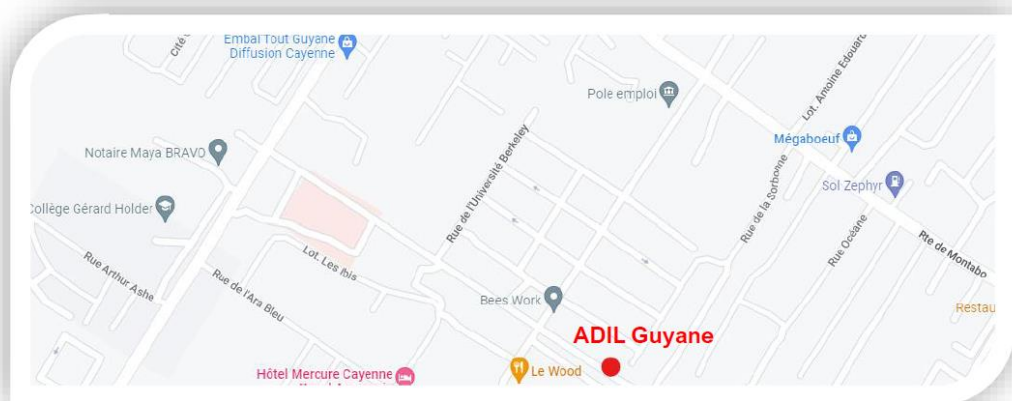 Embal Tout Guyane
Diffusion Cayenne
Pole emploi
Lot. Antoine Edouard
Mégaboeuf
Notaire Maya BRAVO
Rue de l'Université Berkeley
Rue de la Sorbonne
Sol Zephyr
Collège Gérard Holder
Rue Océane
Rte de Montabo
Lot. Les Ibis
Rue Arthur Ashe
Rue de l'Ara Bleu
Bees Work
Restau
ADIL Guyane
Le Wood
Hôtel Mercure Cayenne